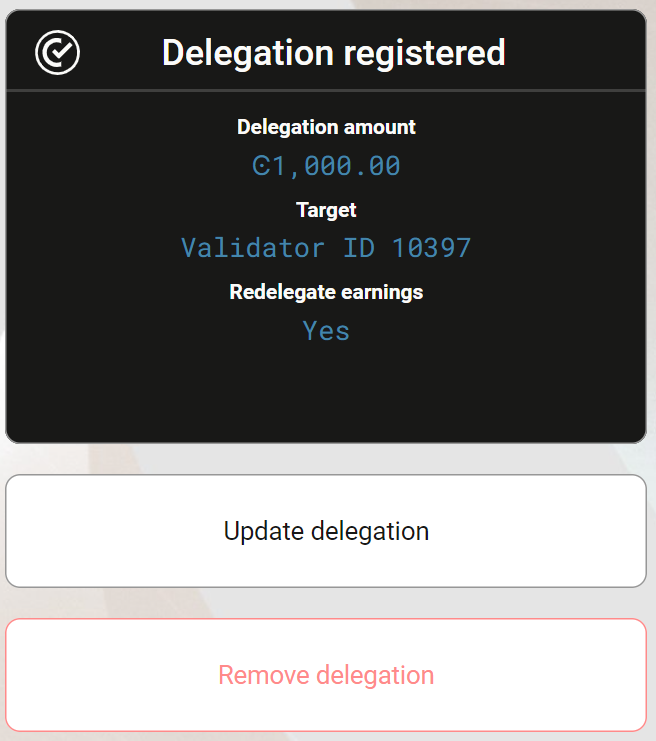 Delegation registered
Delegation amount
Ͼ1,000.00
Target
Validator ID 10397
Redelegate earnings
Yes
Update delegation
Remove delegation